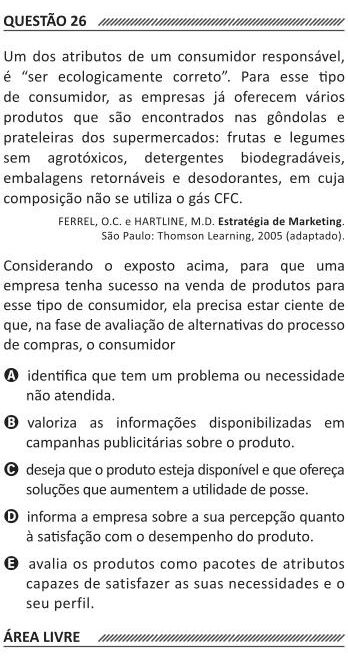 QUESTÃO 26
Um dos atributos de um consumidor responsável,
é “ser ecologicamente correto”. Para esse tipo
de consumidor, as empresas já oferecem vários
produtos que são encontrados nas gôndolas e
prateleiras dos supermercados: frutas e legumes
sem agrotóxicos, detergentes biodegradáveis,
embalagens retornáveis e desodorantes, em cuja
composição não se utiliza o gás CFC.
FERREL, O.C. e HARTLINE, M.D. Estratégia de Marketing.
São Paulo: Thomson Learning, 2005 (adaptado).
Considerando o exposto acima, para que uma
empresa tenha sucesso na venda de produtos para
esse tipo de consumidor, ela precisa estar ciente de
que, na fase de avaliação de alternativas do processo
de compras, o consumidor
A identifica que tem um problema ou necessidade
não atendida.
B valoriza as informações disponibilizadas em
campanhas publicitárias sobre o produto.
C deseja que o produto esteja disponível e que ofereça
soluções que aumentem a utilidade de posse.
D informa a empresa sobre a sua percepção quanto
à satisfação com o desempenho do produto.
E avalia os produtos como pacotes de atributos
capazes de satisfazer as suas necessidades e o
seu perfil.
ÁREA LIVRE